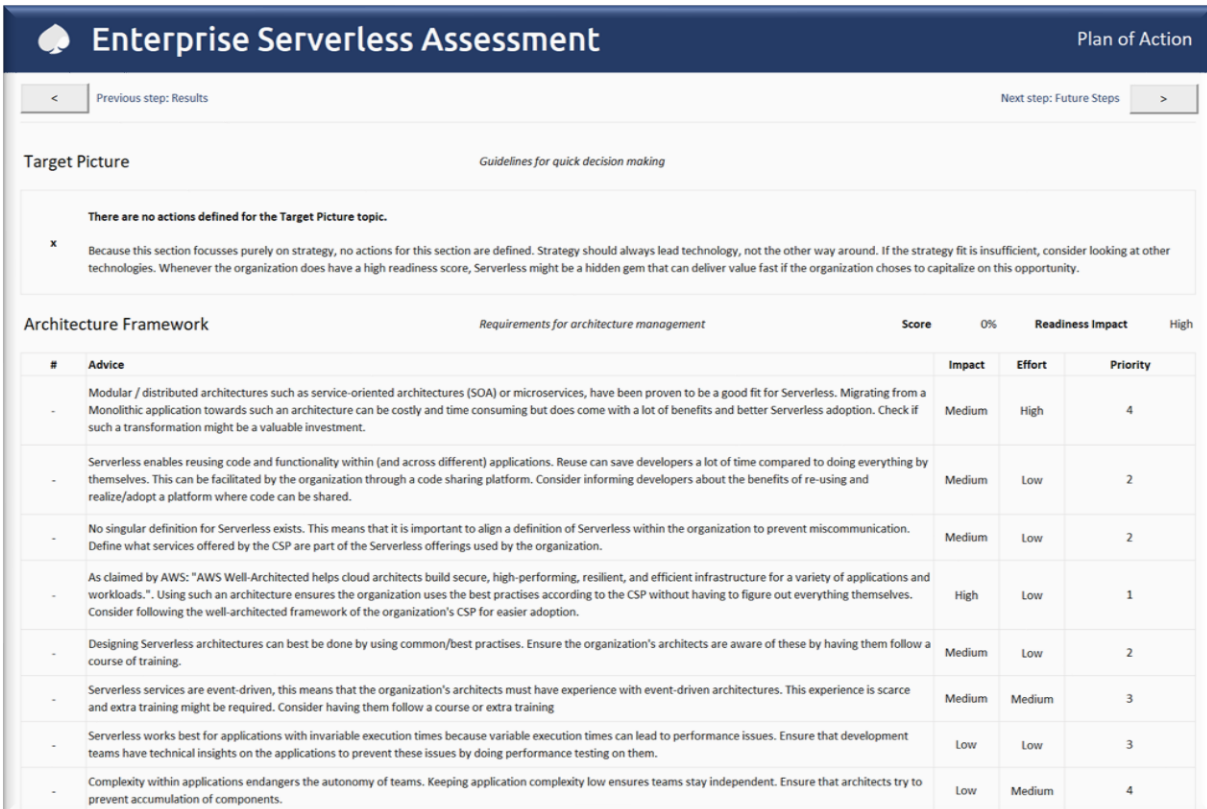 Enterprise Serverless Assessment
Plan of Action
<
Previous step: Results
Next step: Future Steps
>
Target Picture
Guidelines for quick decision making
There are no actions defined for the Target Picture topic.
x
Because this section focusses purely on strategy, no actions for this section are defined. Strategy should always lead technology, not the other way around. If the strategy fit is insufficient, consider looking at other
technologies. Whenever the organization does have a high readiness score, Serverless might be a hidden gem that can deliver value fast if the organization choses to capitalize on this opportunity.
Architecture Framework
Requirements for architecture management
Score 0% Readiness Impact High
# Advice Impact Effort Priority
Modular / distributed architectures such as service-oriented architectures (SOA) or microservices, have been proven to be a good fit for Serverless. Migrating from a
- Monolithic application towards such an architecture can be costly and time consuming but does come with a lot of benefits and better Serverless adoption. Check if Medium High 4
such a transformation might be a valuable investment.
Serverless enables reusing code and functionality within (and across different) applications. Reuse can save developers a lot of time compared to doing everything by
- themselves. This can be facilitated by the organization through a code sharing platform. Consider informing developers about the benefits of re-using and Medium Low 2
realize/adopt a platform where code can be shared.
No singular definition for Serverless exists. This means that it is important to align a definition of Serverless within the organization to prevent miscommunication.
- Medium Low 2
Define what services offered by the CSP are part of the Serverless offerings used by the organization.
As claimed by AWS: "AWS Well-Architected helps cloud architects build secure, high-performing, resilient, and efficient infrastructure for a variety of applications and
- workloads.". Using such an architecture ensures the organization uses the best practises according to the CSP without having to figure out everything themselves. High Low 1
Consider following the well-architected framework of the organization's CSP for easier adoption.
Designing Serverless architectures can best be done by using common/best practises. Ensure the organization's architects are aware of these by having them follow a
- Medium Low 2
course of training.
Serverless services are event-driven, this means that the organization's architects must have experience with event-driven architectures. This experience is scarce
- Medium Medium 3
and extra training might be required. Consider having them follow a course or extra training
Serverless works best for applications with invariable execution times because variable execution times can lead to performance issues. Ensure that development
- Low Low 3
teams have technical insights on the applications to prevent these issues by doing performance testing on them.
Complexity within applications endangers the autonomy of teams. Keeping application complexity low ensures teams stay independent. Ensure that architects try to
- Low Medium 4
prevent accumulation of components.